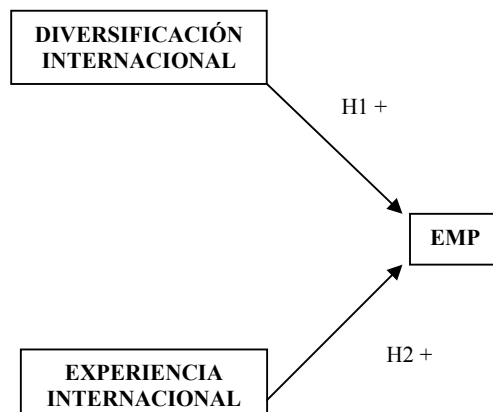 DIVERSIFICACIÓN
INTERNACIONAL
H1 +
EMP
H2 +
EXPERIENCIA
INTERNACIONAL